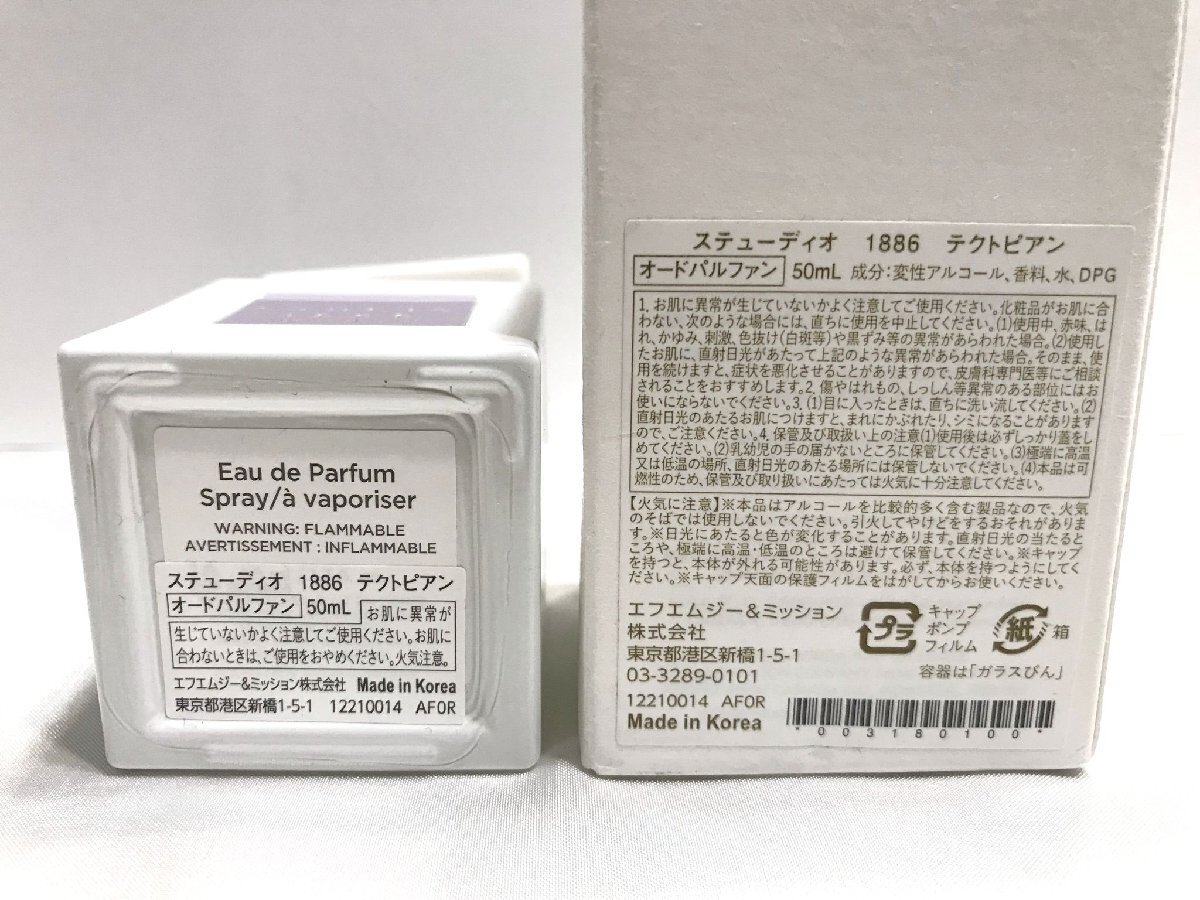 Eau de Parfum
Spray/à vaporiser
WARNING: FLAMMABLE
AVERTISSEMENT : INFLAMMABLE
ステューディオ 1886 テクトピアン
オードパルファン 50mL お肌に異常が
生じていないかよく注意してご使用ください。お肌に
合わないときは、ご使用をおやめください。火気注意。
エフエムジー&ミッション株式会社 Made in Korea
東京都港区新橋1-5-1 12210014 AF0R
ステューディオ 1886 テクトピアン
オードパルファン 50mL 成分:変性アルコール、香料、水、DPG
1、お肌に異常が生じていないかよく注意してご使用ください。化粧品がお肌に合
わない、次のような場合には、直ちに使用を中止してください。(1)使用中、赤味、は
れ、かゆみ、刺激、色抜け(白斑等)や黒ずみ等の異常があらわれた場合。(2)使用し
たお肌に、直射日光があたって上記のような異常があらわれた場合。そのまま、使
用を続けますと、症状を悪化させることがありますので、皮膚科専門医等にご相談
されることをおすすめします。2、傷やはれもの、しっしん等異常のある部位にはお
使いにならないでください。3、(1)目に入ったときは、直ちに洗い流してください。(2)
直射日光のあたるお肌につけますと、まれにかぶれたり、シミになることがあります
ので、ご注意ください。4、保管及び取扱い上の注意(1)使用後は必ずしっかり蓋をし
めてください。(2)乳幼児の手の届かないところに保管してください。(3)極端に高温
又は低温の場所、直射日光のあたる場所には保管しないでください。(4)本品は可
燃性のため、保管及び取り扱いにあたっては火気に十分注意してください。
【火気に注意】※本品はアルコールを比較的多く含む製品なので、火気
のそばでは使用しないでください。引火してやけどをするおそれがありま
す。※日光にあたると色が変化することがあります。直射日光の当たると
ころや、極端に高温・低温のところは避けて保管してください。※キャップ
を持つと、本体が外れる可能性があります。必ず、本体を持つようにしてく
ださい。※キャップ天面の保護フィルムをはがしてからお使いください。
エフエムジー&ミッション
株式会社
東京都港区新橋1-5-1
03-3289-0101
プラ
キャップ
ポンプ
フィルム
紙 箱
容器は「ガラスびん」
12210014 AF0R
Made in Korea
*003180100*